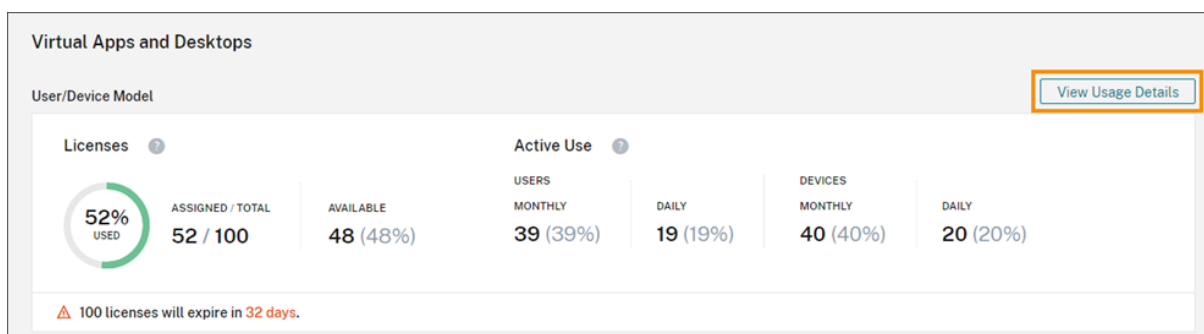 Virtual Apps and Desktops
User/Device Model
View Usage Details
Licenses ?
52%
USED
ASSIGNED / TOTAL
52 / 100
AVAILABLE
48 (48%)
Active Use ?
USERS
MONTHLY
39 (39%)
DAILY
19 (19%)
DEVICES
MONTHLY
40 (40%)
DAILY
20 (20%)
100 licenses will expire in 32 days.